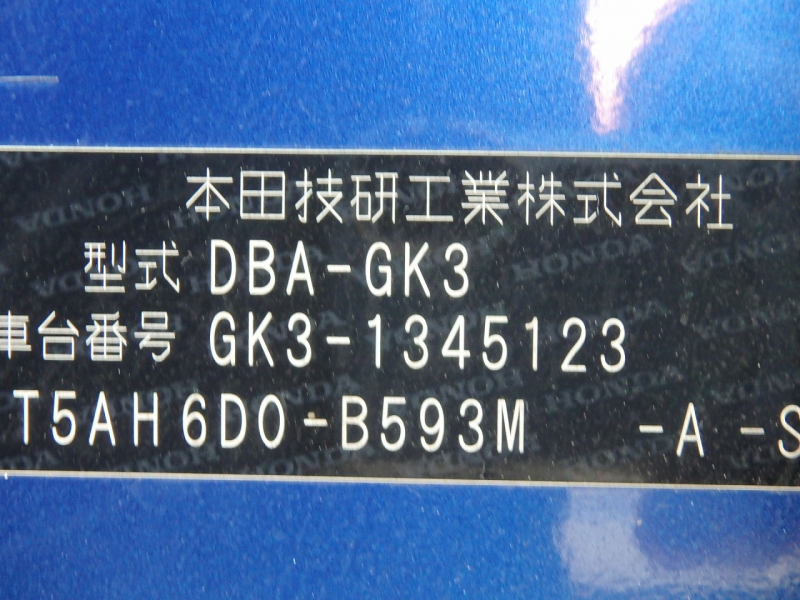 本田技研工業株式会社
型式 DBA-GK3
車台番号 GK3-1345123
T5AH6D0-B593M -A -S